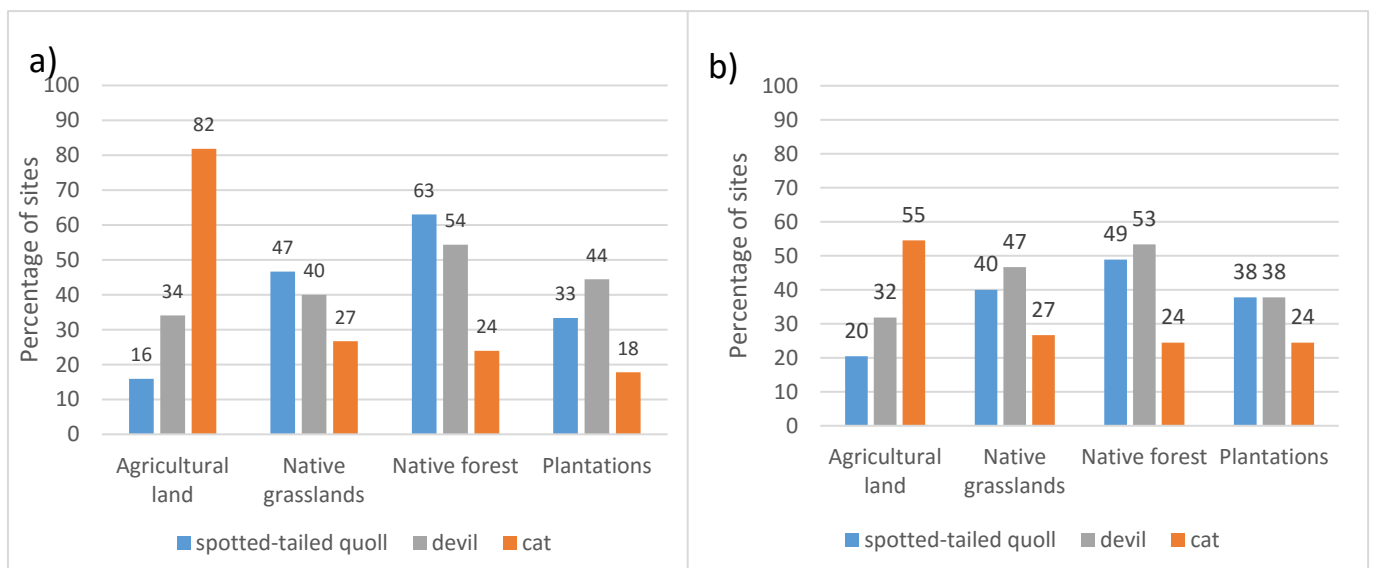 a)
Percentage of sites
100
90
80
70
60
50
40
30
20
10
0
16
34
82
47
40
27
63
54
24
33
44
18
Agricultural
land
Native
grasslands
Native forest
Plantations
spotted-tailed quoll devil cat
b)
Percentage of sites
100
90
80
70
60
50
40
30
20
10
0
20
32
55
40
47
27
49
53
24
38
38
24
Agricultural
land
Native
grasslands
Native forest
Plantations
spotted-tailed quoll devil cat